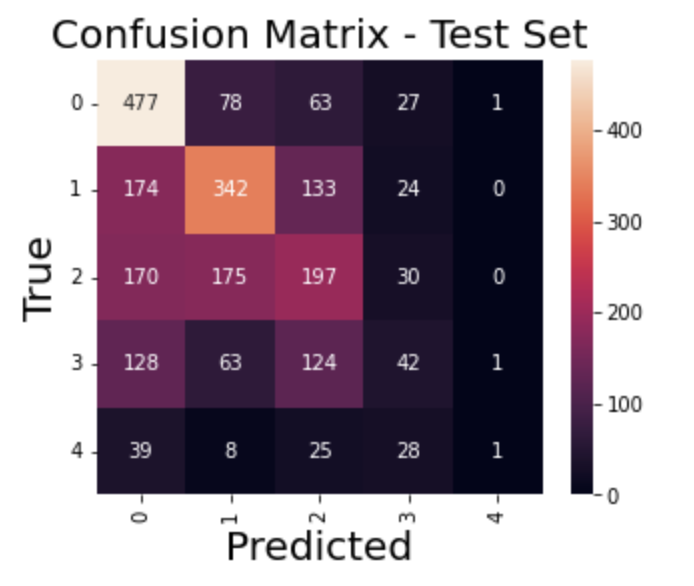 Confusion Matrix - Test Set
0 477 78 63 27 1
1 174 342 133 24 0
2 170 175 197 30 0
3 128 63 124 42 1
4 39 8 25 28 1
0 1 2 3 4
True
Predicted
400
300
200
100
0